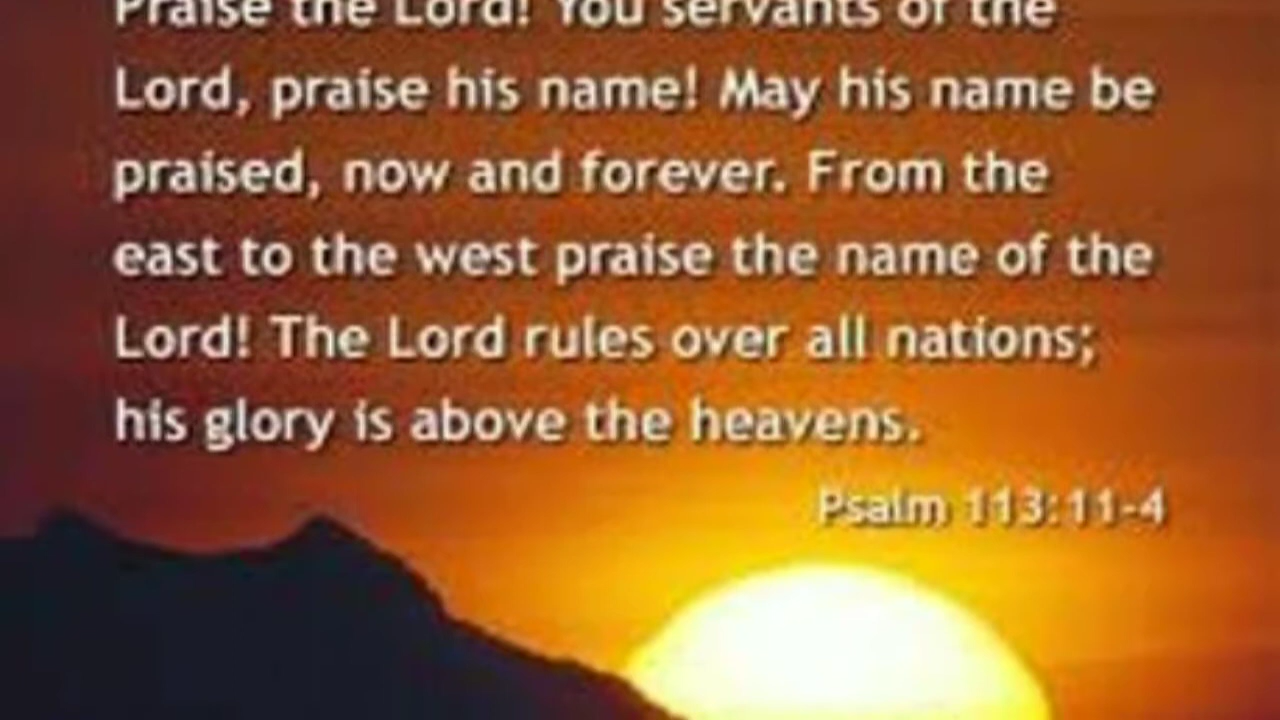 Praise the Lord! You servants of the
Lord, praise his name! May his name be
praised, now and forever. From the
east to the west praise the name of the
Lord! The Lord rules over all nations;
his glory is above the heavens.
Psalm 113:11-4